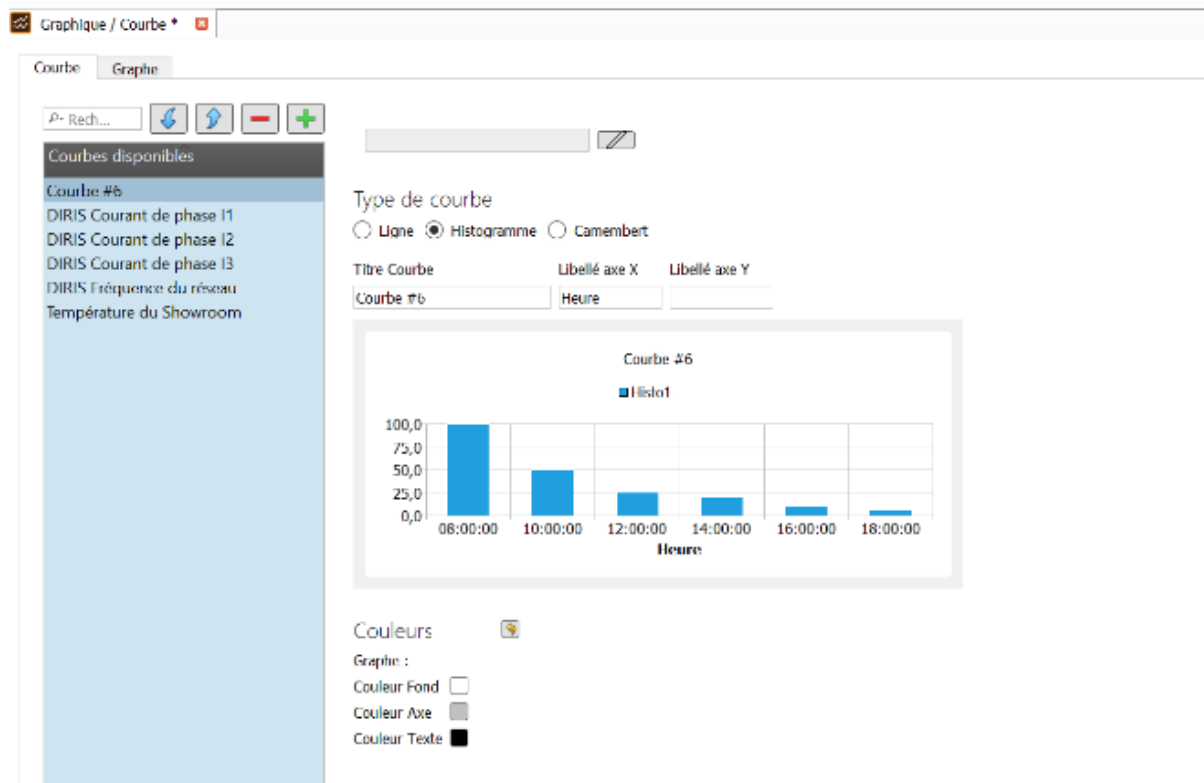 Graphique / Courbe *
Courbe Graphe
Rech...
Courbes disponibles
Courbe #6
DIRIS Courant de phase I1
DIRIS Courant de phase I2
DIRIS Courant de phase I3
DIRIS Fréquence du réseau
Température du Showroom
Type de courbe
Ligne Histogramme Camembert
Titre Courbe Libellé axe X Libellé axe Y
Courbe #6 Heure
Courbe #6
Histo1
100,0
75,0
50,0
25,0
0,0
08:00:00 10:00:00 12:00:00 14:00:00 16:00:00 18:00:00
Heure
Couleurs
Graphe :
Couleur Fond
Couleur Axe
Couleur Texte